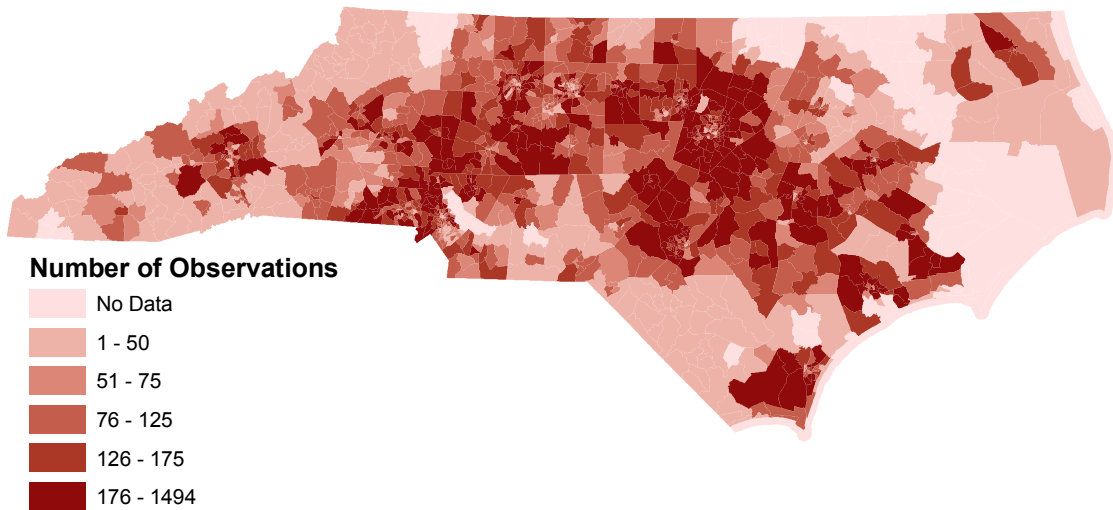 Number of Observations
No Data
1 - 50
51 - 75
76 - 125
126 - 175
176 - 1494